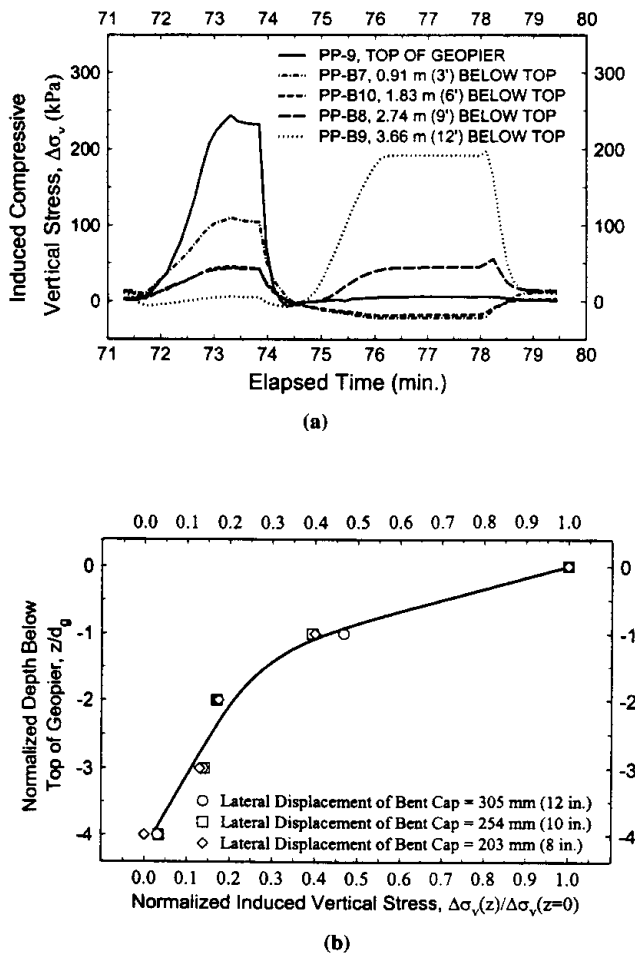 71 72 73 74 75 76 77 78 79 80
PP-9, TOP OF GEOPIER
PP-B7, 0.91 m (3') BELOW TOP
PP-B10, 1.83 m (6') BELOW TOP
PP-B8, 2.74 m (9') BELOW TOP
PP-B9, 3.66 m (12') BELOW TOP
300
200
100
0
300
200
100
0
Induced Compressive
Vertical Stress, Δσv (kPa)
71 72 73 74 75 76 77 78 79 80
Elapsed Time (min.)
(a)
0.0 0.1 0.2 0.3 0.4 0.5 0.6 0.7 0.8 0.9 1.0
0
-1
-2
-3
-4
0
-1
-2
-3
-4
Normalized Depth Below
Top of Geopier, z/dg
Lateral Displacement of Bent Cap = 305 mm (12 in.)
Lateral Displacement of Bent Cap = 254 mm (10 in.)
Lateral Displacement of Bent Cap = 203 mm (8 in.)
0.0 0.1 0.2 0.3 0.4 0.5 0.6 0.7 0.8 0.9 1.0
Normalized Induced Vertical Stress, Δσv(z)/Δσv(z=0)
(b)